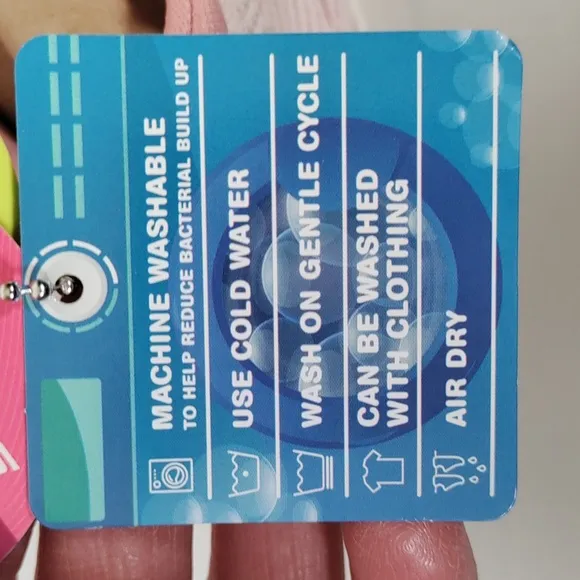 MACHINE WASHABLE
TO HELP REDUCE BACTERIAL BUILD UP
USE COLD WATER
WASH ON GENTLE CYCLE
CAN BE WASHED
WITH CLOTHING
AIR DRY